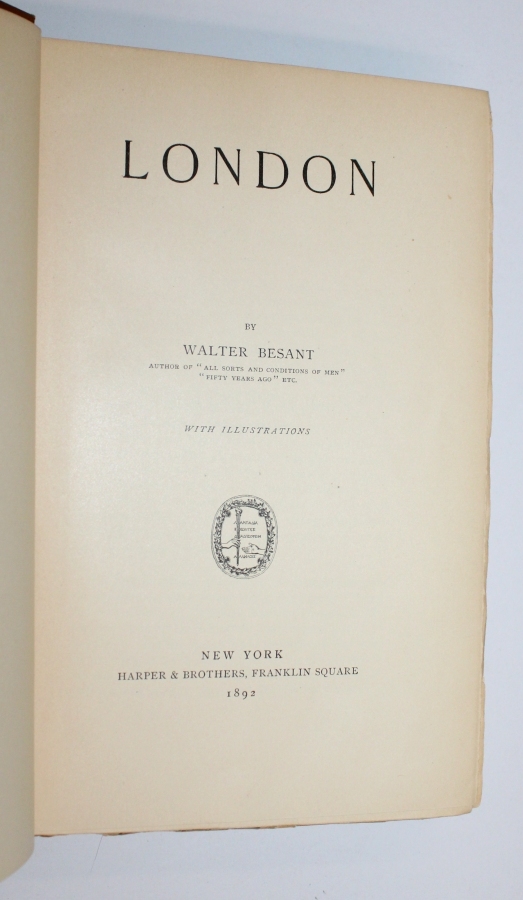 LONDON
BY
WALTER BESANT
AUTHOR OF "ALL SORTS AND CONDITIONS OF MEN"
"FIFTY YEARS AGO" ETC.
WITH ILLUSTRATIONS
NEW YORK
HARPER & BROTHERS, FRANKLIN SQUARE
1892